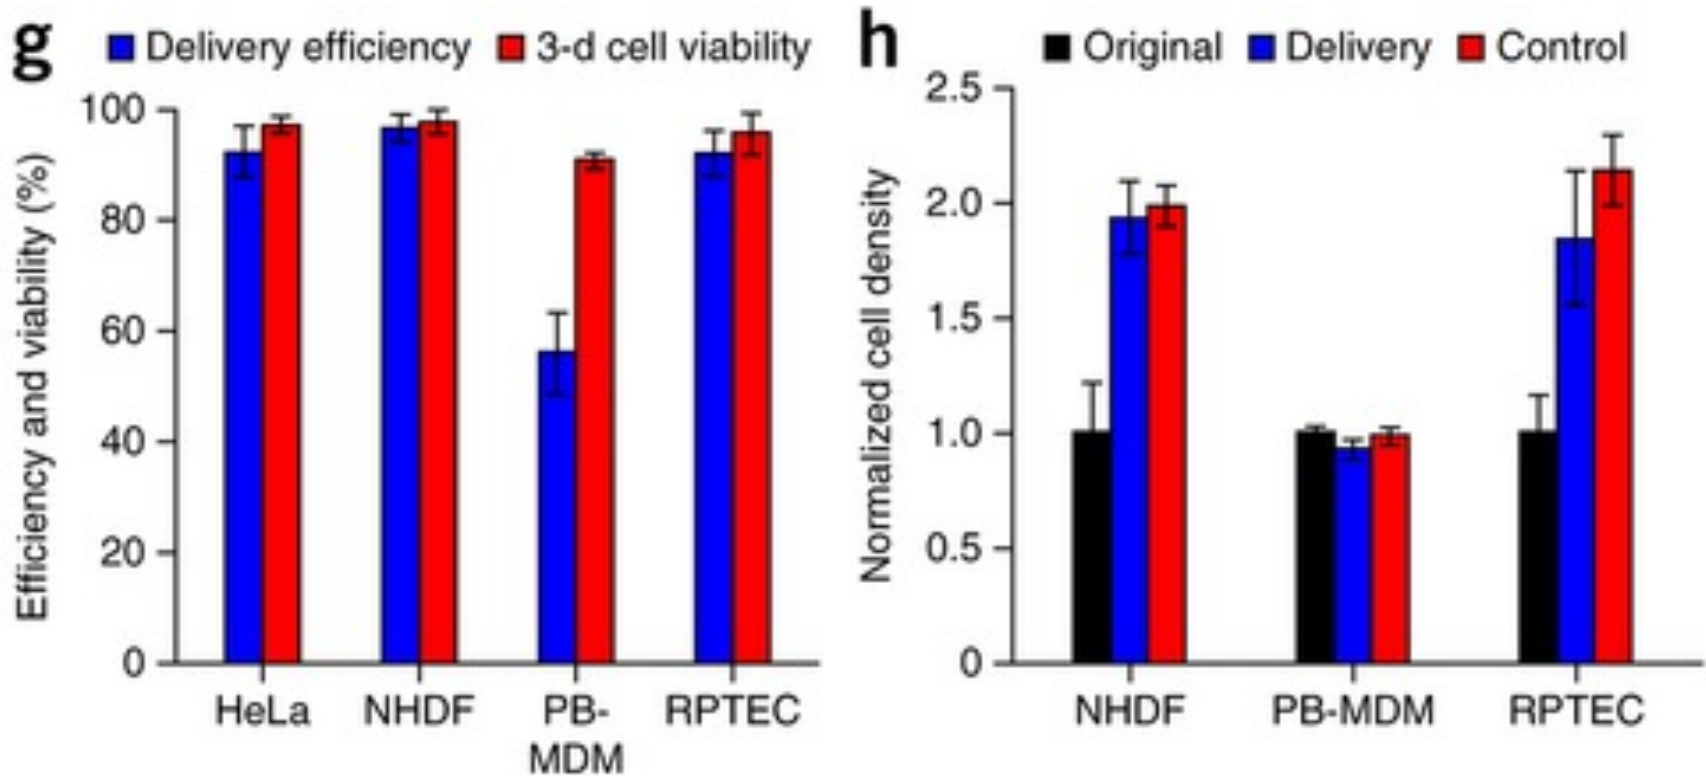 g
Delivery efficiency 3-d cell viability
Efficiency and viability (%)
100
80
60
40
20
0
HeLa NHDF PB- RPTEC
MDM
h
Original Delivery Control
Normalized cell density
2.5
2.0
1.5
1.0
0.5
0
NHDF PB-MDM RPTEC